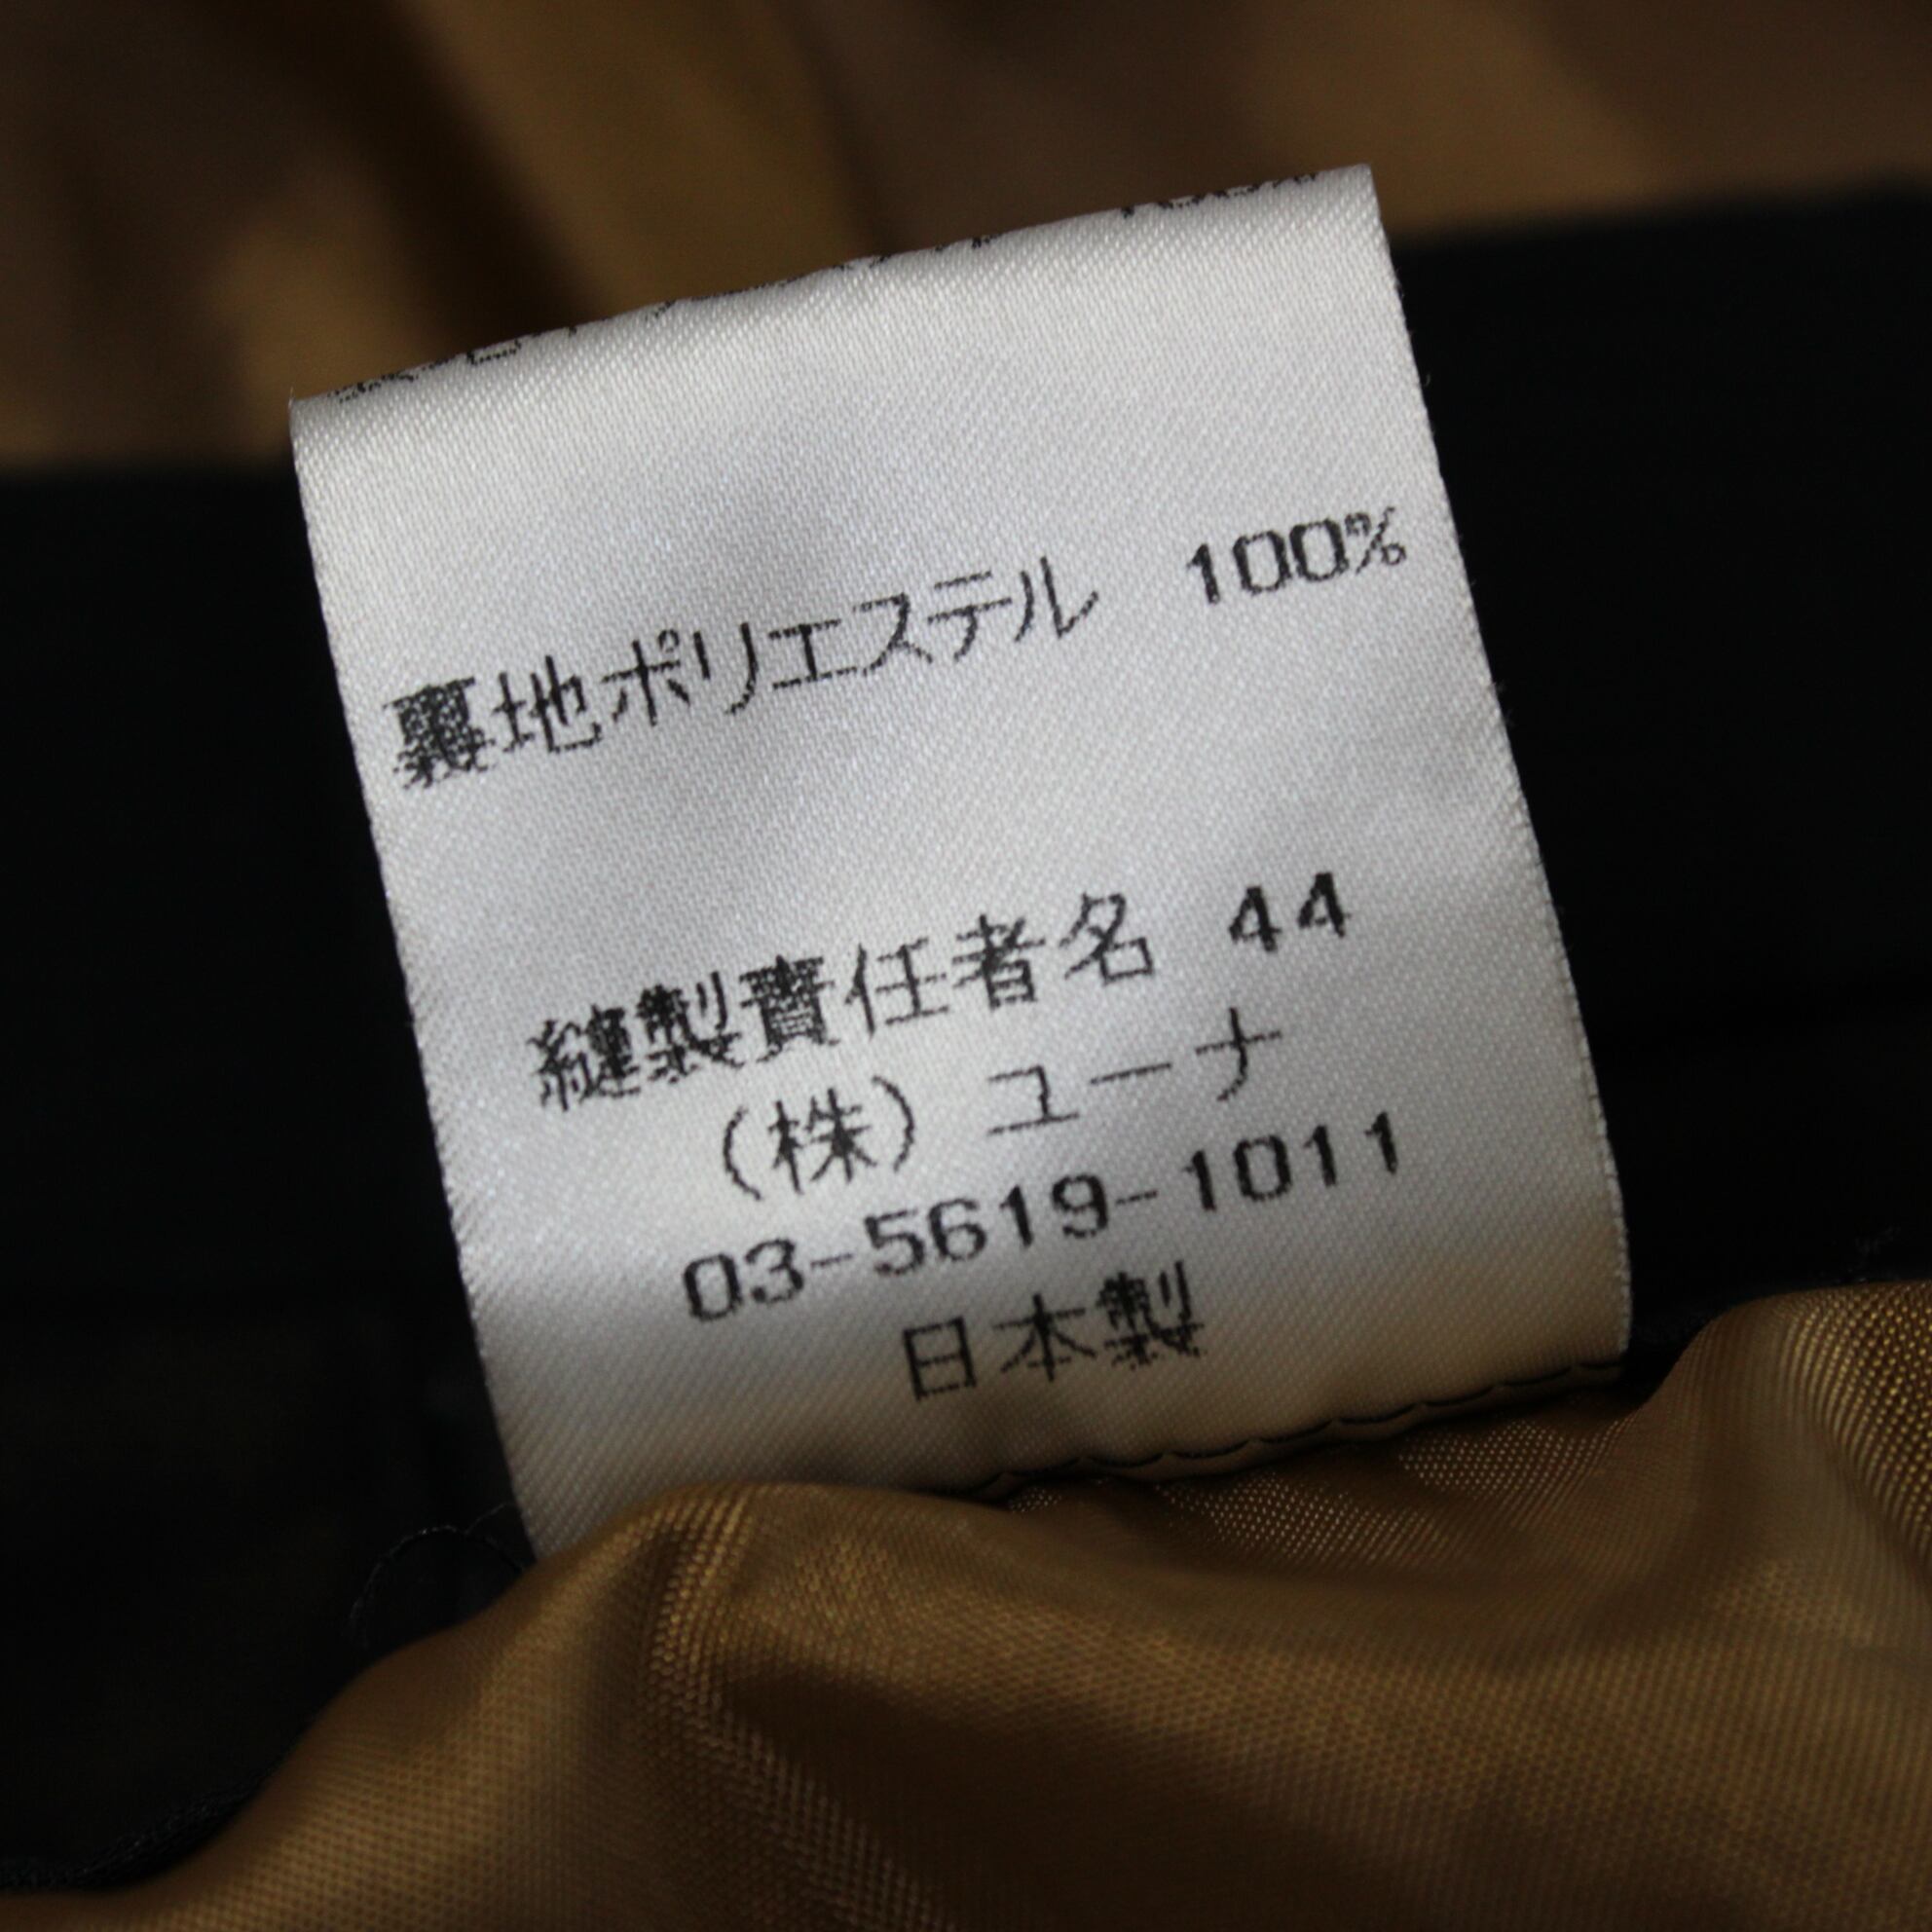 裏地ポリエステル 100%
縫製責任者名 44
(株) ユーナ
03-5619-1011
日本製